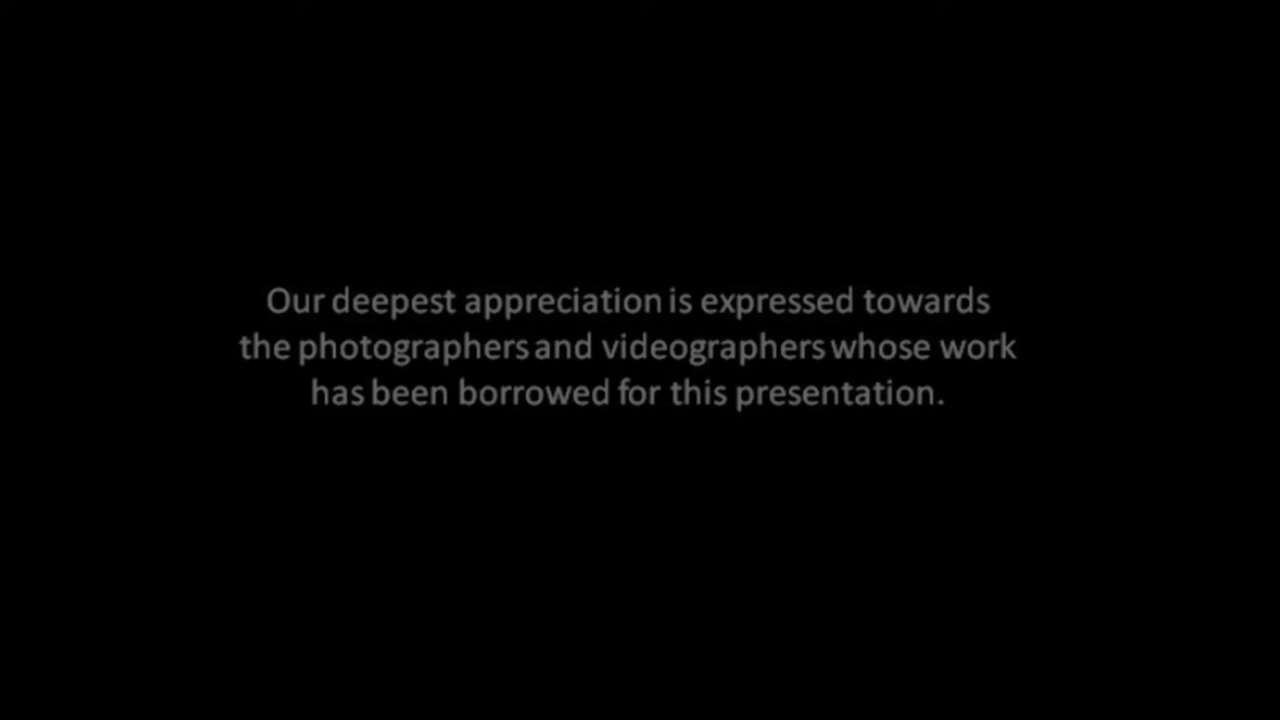 Our deepest appreciation is expressed towards
the photographers and videographers whose work
has been borrowed for this presentation.